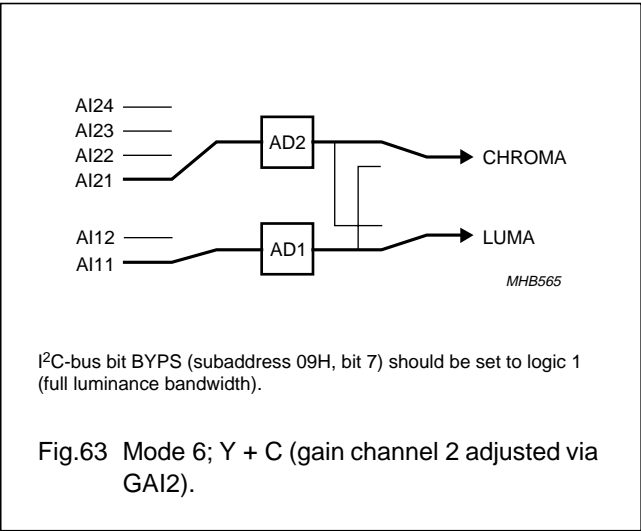 AI24
AI23
AI22
AI21
AD2
CHROMA
AI12
AI11
AD1
LUMA
MHB565
I2C-bus bit BYPS (subaddress 09H, bit 7) should be set to logic 1
(full luminance bandwidth).
Fig.63 Mode 6; Y + C (gain channel 2 adjusted via
GAI2).